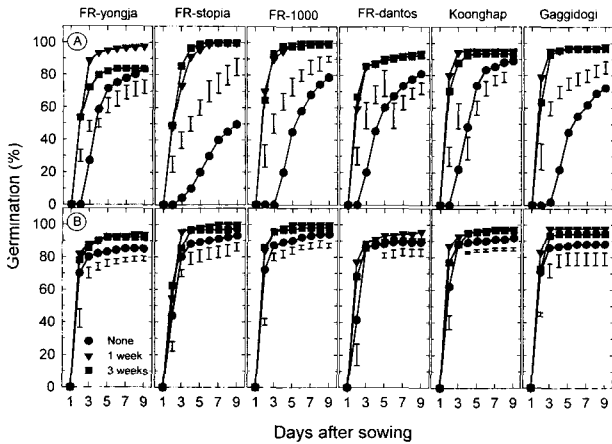 FR-yongja FR-stopia FR-1000 FR-dantos Koonghap Gaggidogi
A
100
80
60
40
20
0
B
100
80
60
40
20
0
Germination (%)
None
1 week
3 weeks
1 3 5 7 9 1 3 5 7 9 1 3 5 7 9 1 3 5 7 9 1 3 5 7 9 1 3 5 7 9
Days after sowing